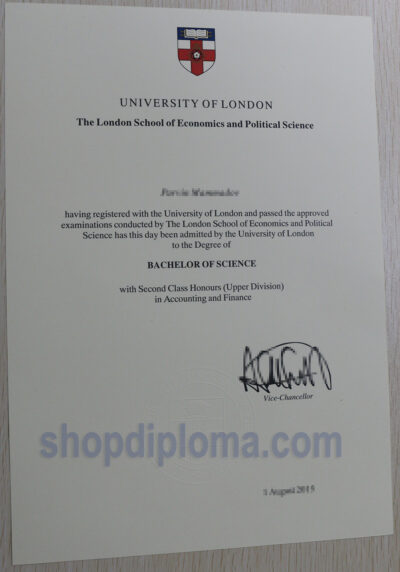 UNIVERSITY OF LONDON
The London School of Economics and Political Science
having registered with the University of London and passed the approved
examinations conducted by The London School of Economics and Political
Science has this day been admitted by the University of London
to the Degree of
BACHELOR OF SCIENCE
with Second Class Honours (Upper Division)
in Accounting and Finance
Vice-Chancellor
shopdiploma.com
1 August 2015